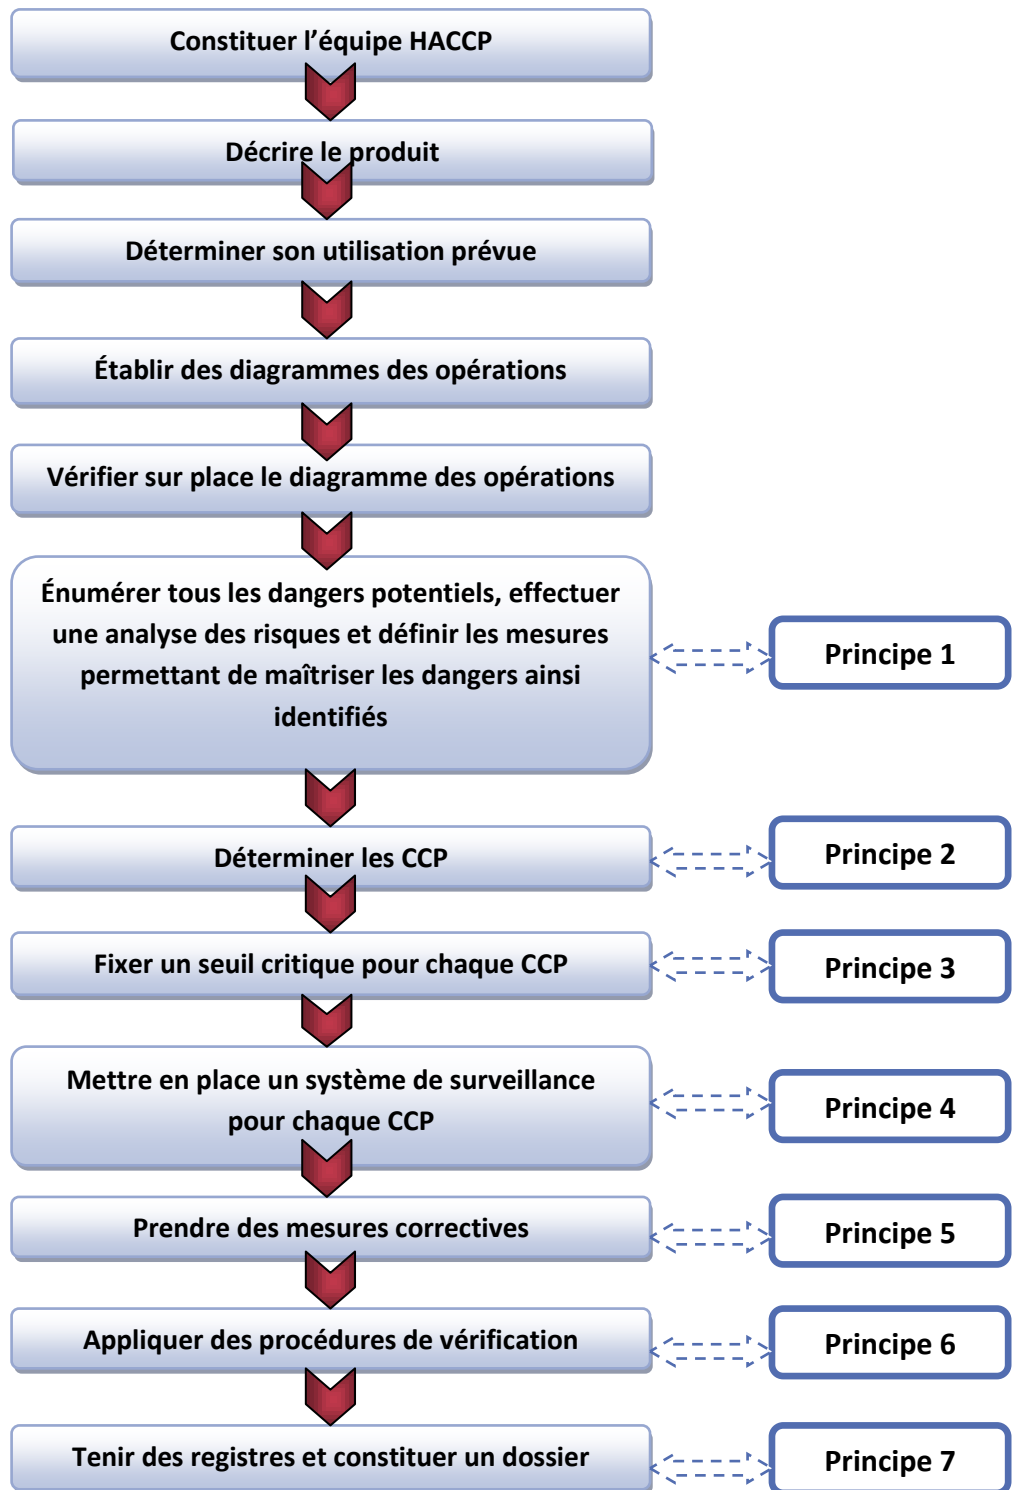 Constituer l’équipe HACCP
Décrire le produit
Déterminer son utilisation prévue
Établir des diagrammes des opérations
Vérifier sur place le diagramme des opérations
Énumérer tous les dangers potentiels, effectuer
une analyse des risques et définir les mesures
permettant de maîtriser les dangers ainsi
identifiés
Principe 1
Déterminer les CCP
Principe 2
Fixer un seuil critique pour chaque CCP
Principe 3
Mettre en place un système de surveillance
pour chaque CCP
Principe 4
Prendre des mesures correctives
Principe 5
Appliquer des procédures de vérification
Principe 6
Tenir des registres et constituer un dossier
Principe 7